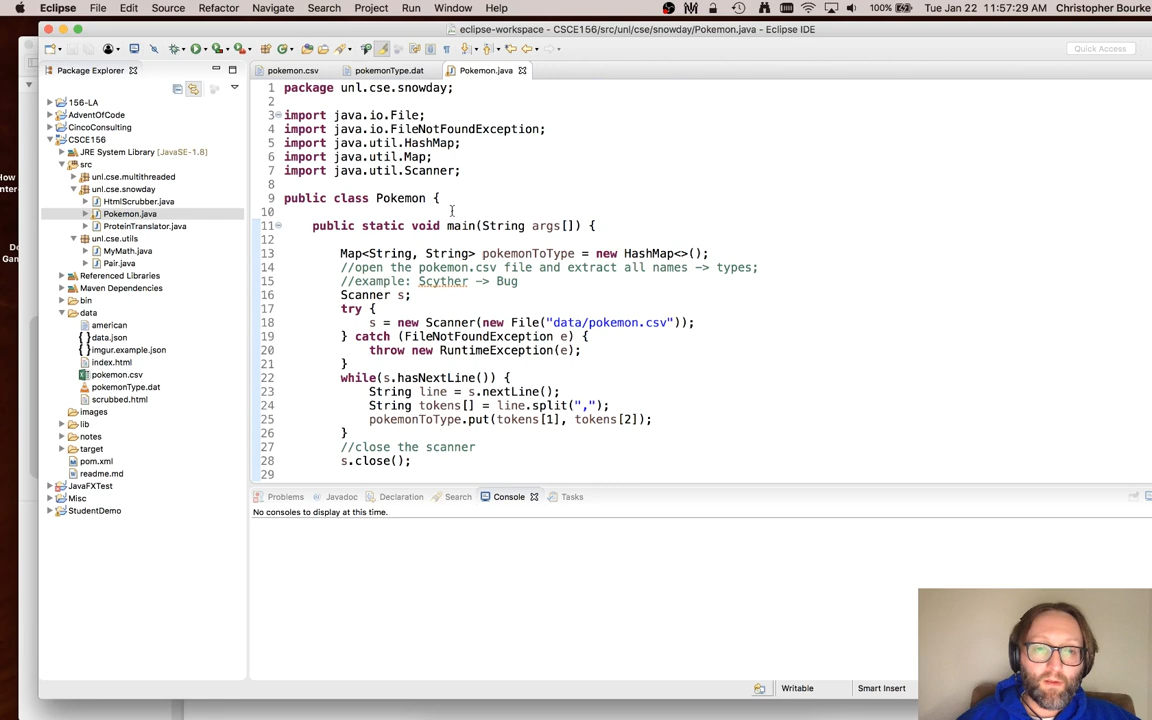 Eclipse File Edit Source Refactor Navigate Search Project Run Window Help 100% Tue Jan 22 11:57:29 AM Christopher Bourke
eclipse-workspace - CSCE156/src/unl/cse/snowday/Pokemon.java - Eclipse IDE
Quick Access
Package Explorer
pokemon.csv pokemonType.dat Pokemon.java
156-LA
AdventOfCode
CincoConsulting
CSCE156
JRE System Library [JavaSE-1.8]
src
unl.cse.multithreaded
unl.cse.snowday
HtmlScrubber.java
Pokemon.java
ProteinTranslator.java
unl.cse.utils
MyMath.java
Pair.java
Referenced Libraries
Maven Dependencies
bin
data
american
data.json
imgur.example.json
index.html
pokemon.csv
pokemonType.dat
scrubbed.html
images
lib
notes
target
pom.xml
readme.md
JavaFXTest
Misc
StudentDemo
1 package unl.cse.snowday;
2
3 import java.io.File;
4 import java.io.FileNotFoundException;
5 import java.util.HashMap;
6 import java.util.Map;
7 import java.util.Scanner;
8
9 public class Pokemon {
10
11 public static void main(String args[]) {
12
13 Map<String, String> pokemonToType = new HashMap<>();
14 //open the pokemon.csv file and extract all names -> types;
15 //example: Scyther -> Bug
16 Scanner s;
17 try {
18 s = new Scanner(new File("data/pokemon.csv"));
19 } catch (FileNotFoundException e) {
20 throw new RuntimeException(e);
21 }
22 while(s.hasNextLine()) {
23 String line = s.nextLine();
24 String tokens[] = line.split(",");
25 pokemonToType.put(tokens[1], tokens[2]);
26 }
27 //close the scanner
28 s.close();
29
Problems Javadoc Declaration Search Console Tasks
No consoles to display at this time.
Writable Smart Insert